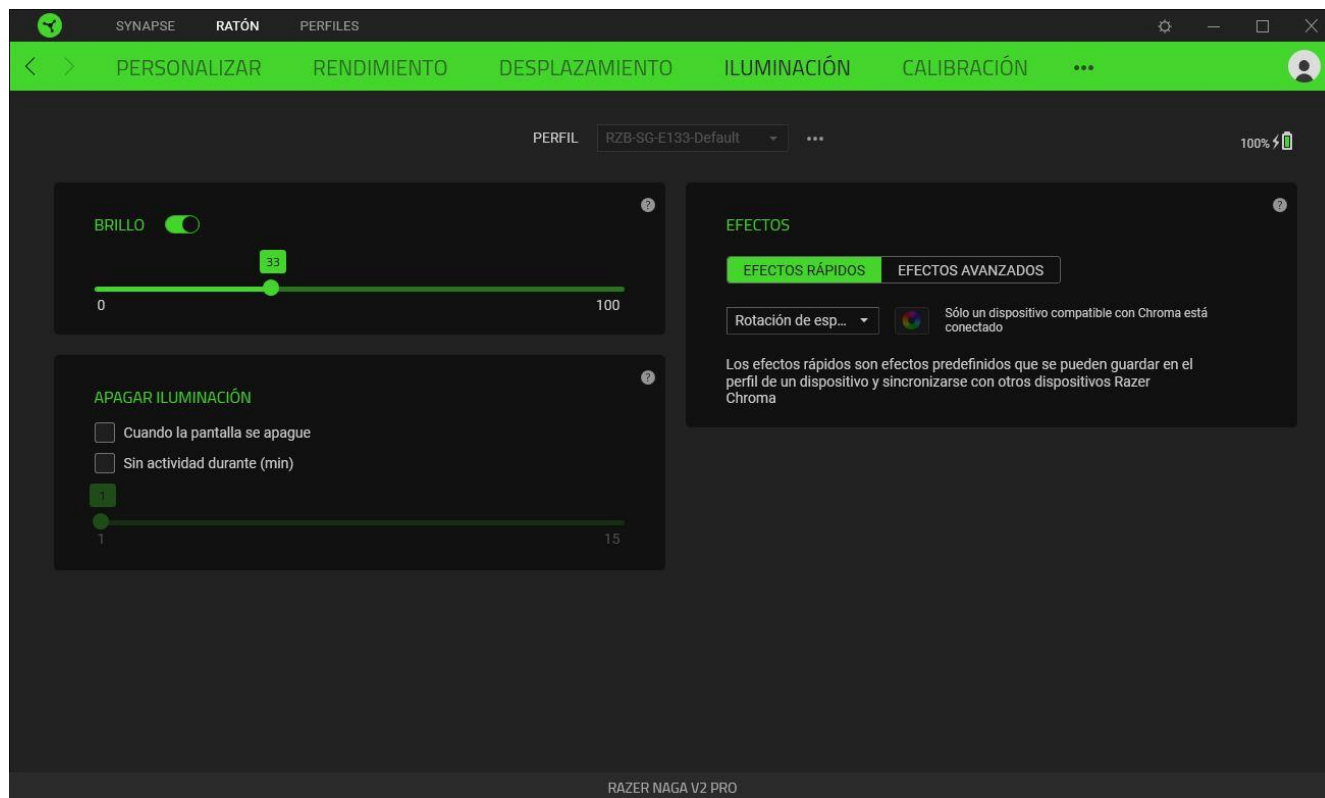 SYNAPSE RATÓN PERFILES
PERSONALIZAR RENDIMIENTO DESPLAZAMIENTO ILUMINACIÓN CALIBRACIÓN •••
PERFIL RZB-SG-E133-Default •••
100%
BRILLO
33
0 100
APAGAR ILUMINACIÓN
Cuando la pantalla se apague
Sin actividad durante (min)
1
1 15
EFECTOS
EFECTOS RÁPIDOS EFECTOS AVANZADOS
Rotación de esp...
Sólo un dispositivo compatible con Chroma está
conectado
Los efectos rápidos son efectos predefinidos que se pueden guardar en el
perfil de un dispositivo y sincronizarse con otros dispositivos Razer
Chroma
RAZER NAGA V2 PRO